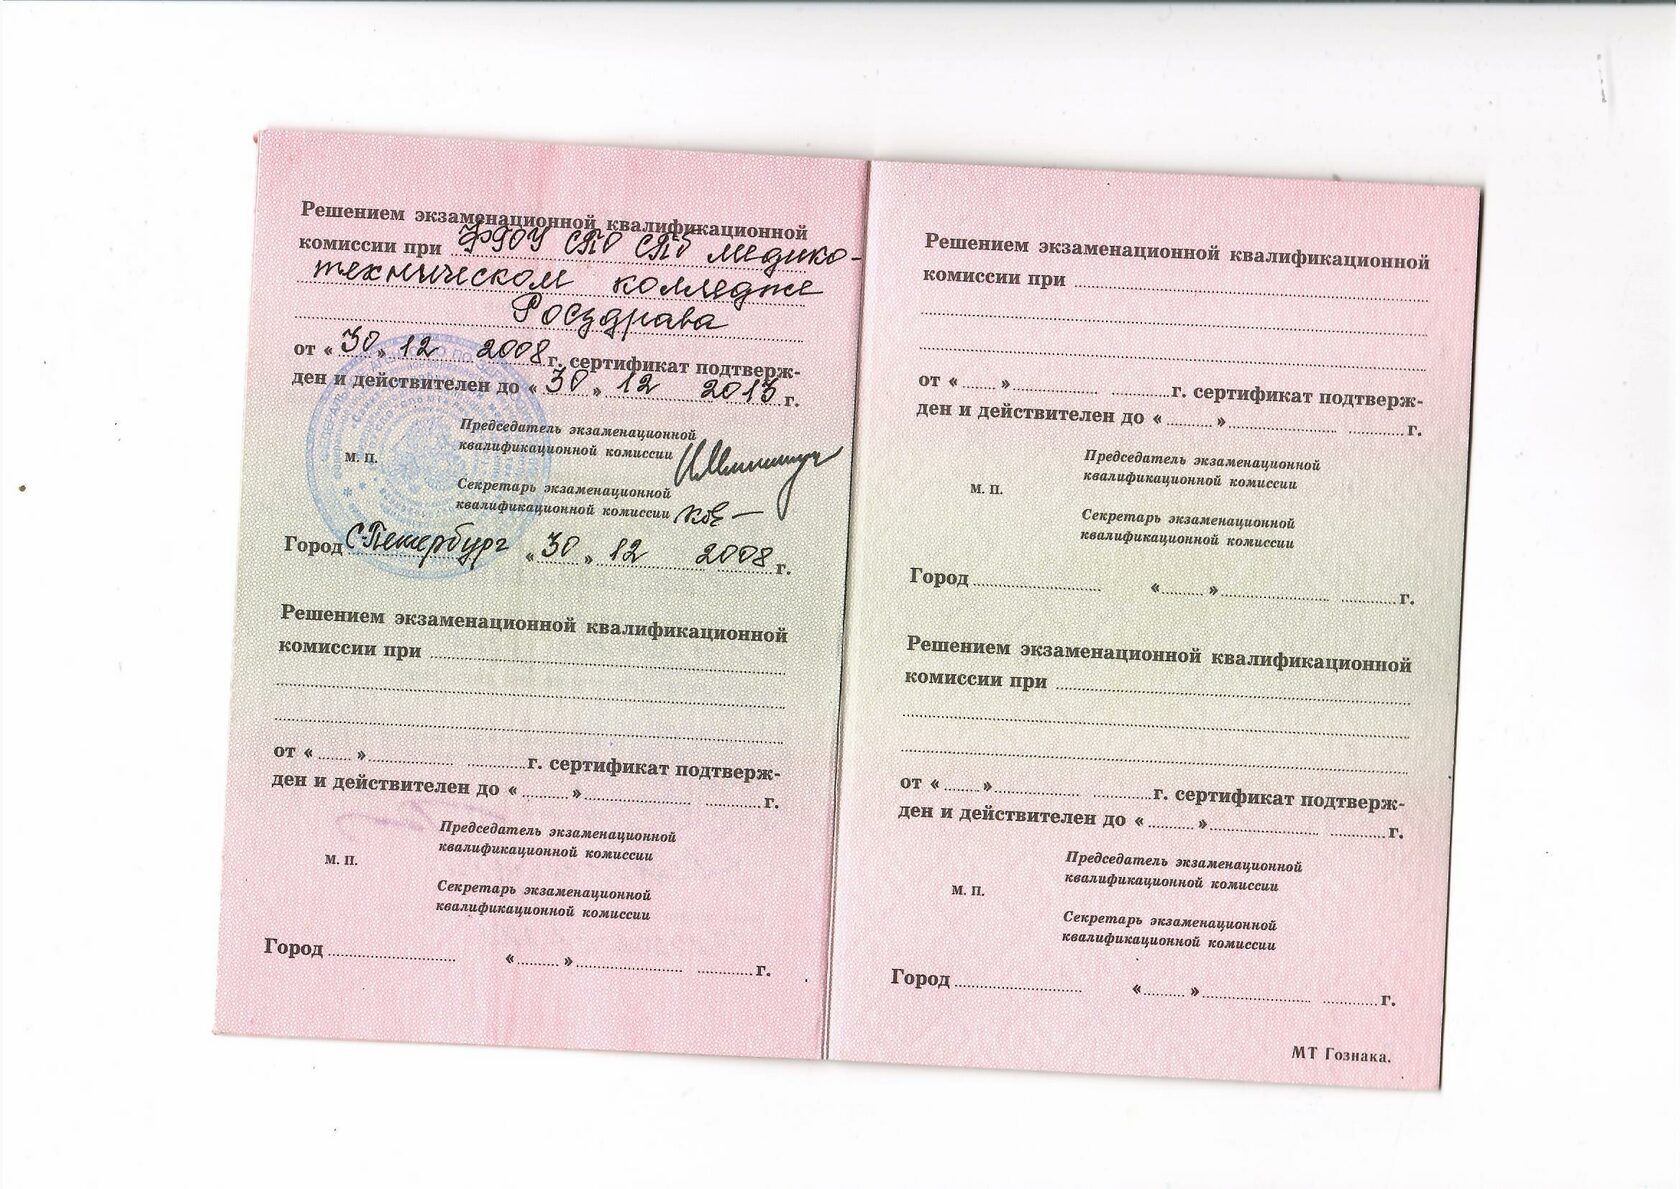 Решением экзаменационной квалификационной
комиссии при ФГОУ СПО СПб медико-
техническом колледже
Росздрава
от «30» 12 2008 г. сертификат подтверж-
ден и действителен до «30» 12 2013 г.
Председатель экзаменационной
квалификационной комиссии
М. П.
Секретарь экзаменационной
квалификационной комиссии
Город С-Петербург «30» 12 2008 г.
Решением экзаменационной квалификационной
комиссии при
от «......» г. сертификат подтверж-
ден и действителен до «......» г.
Председатель экзаменационной
квалификационной комиссии
М. П.
Секретарь экзаменационной
квалификационной комиссии
Город «......» г.
Решением экзаменационной квалификационной
комиссии при
от «......» г. сертификат подтверж-
ден и действителен до «......» г.
Председатель экзаменационной
квалификационной комиссии
М. П.
Секретарь экзаменационной
квалификационной комиссии
Город «......» г.
Решением экзаменационной квалификационной
комиссии при
от «......» г. сертификат подтверж-
ден и действителен до «......» г.
Председатель экзаменационной
квалификационной комиссии
М. П.
Секретарь экзаменационной
квалификационной комиссии
Город «......» г.
МТ Гознака.